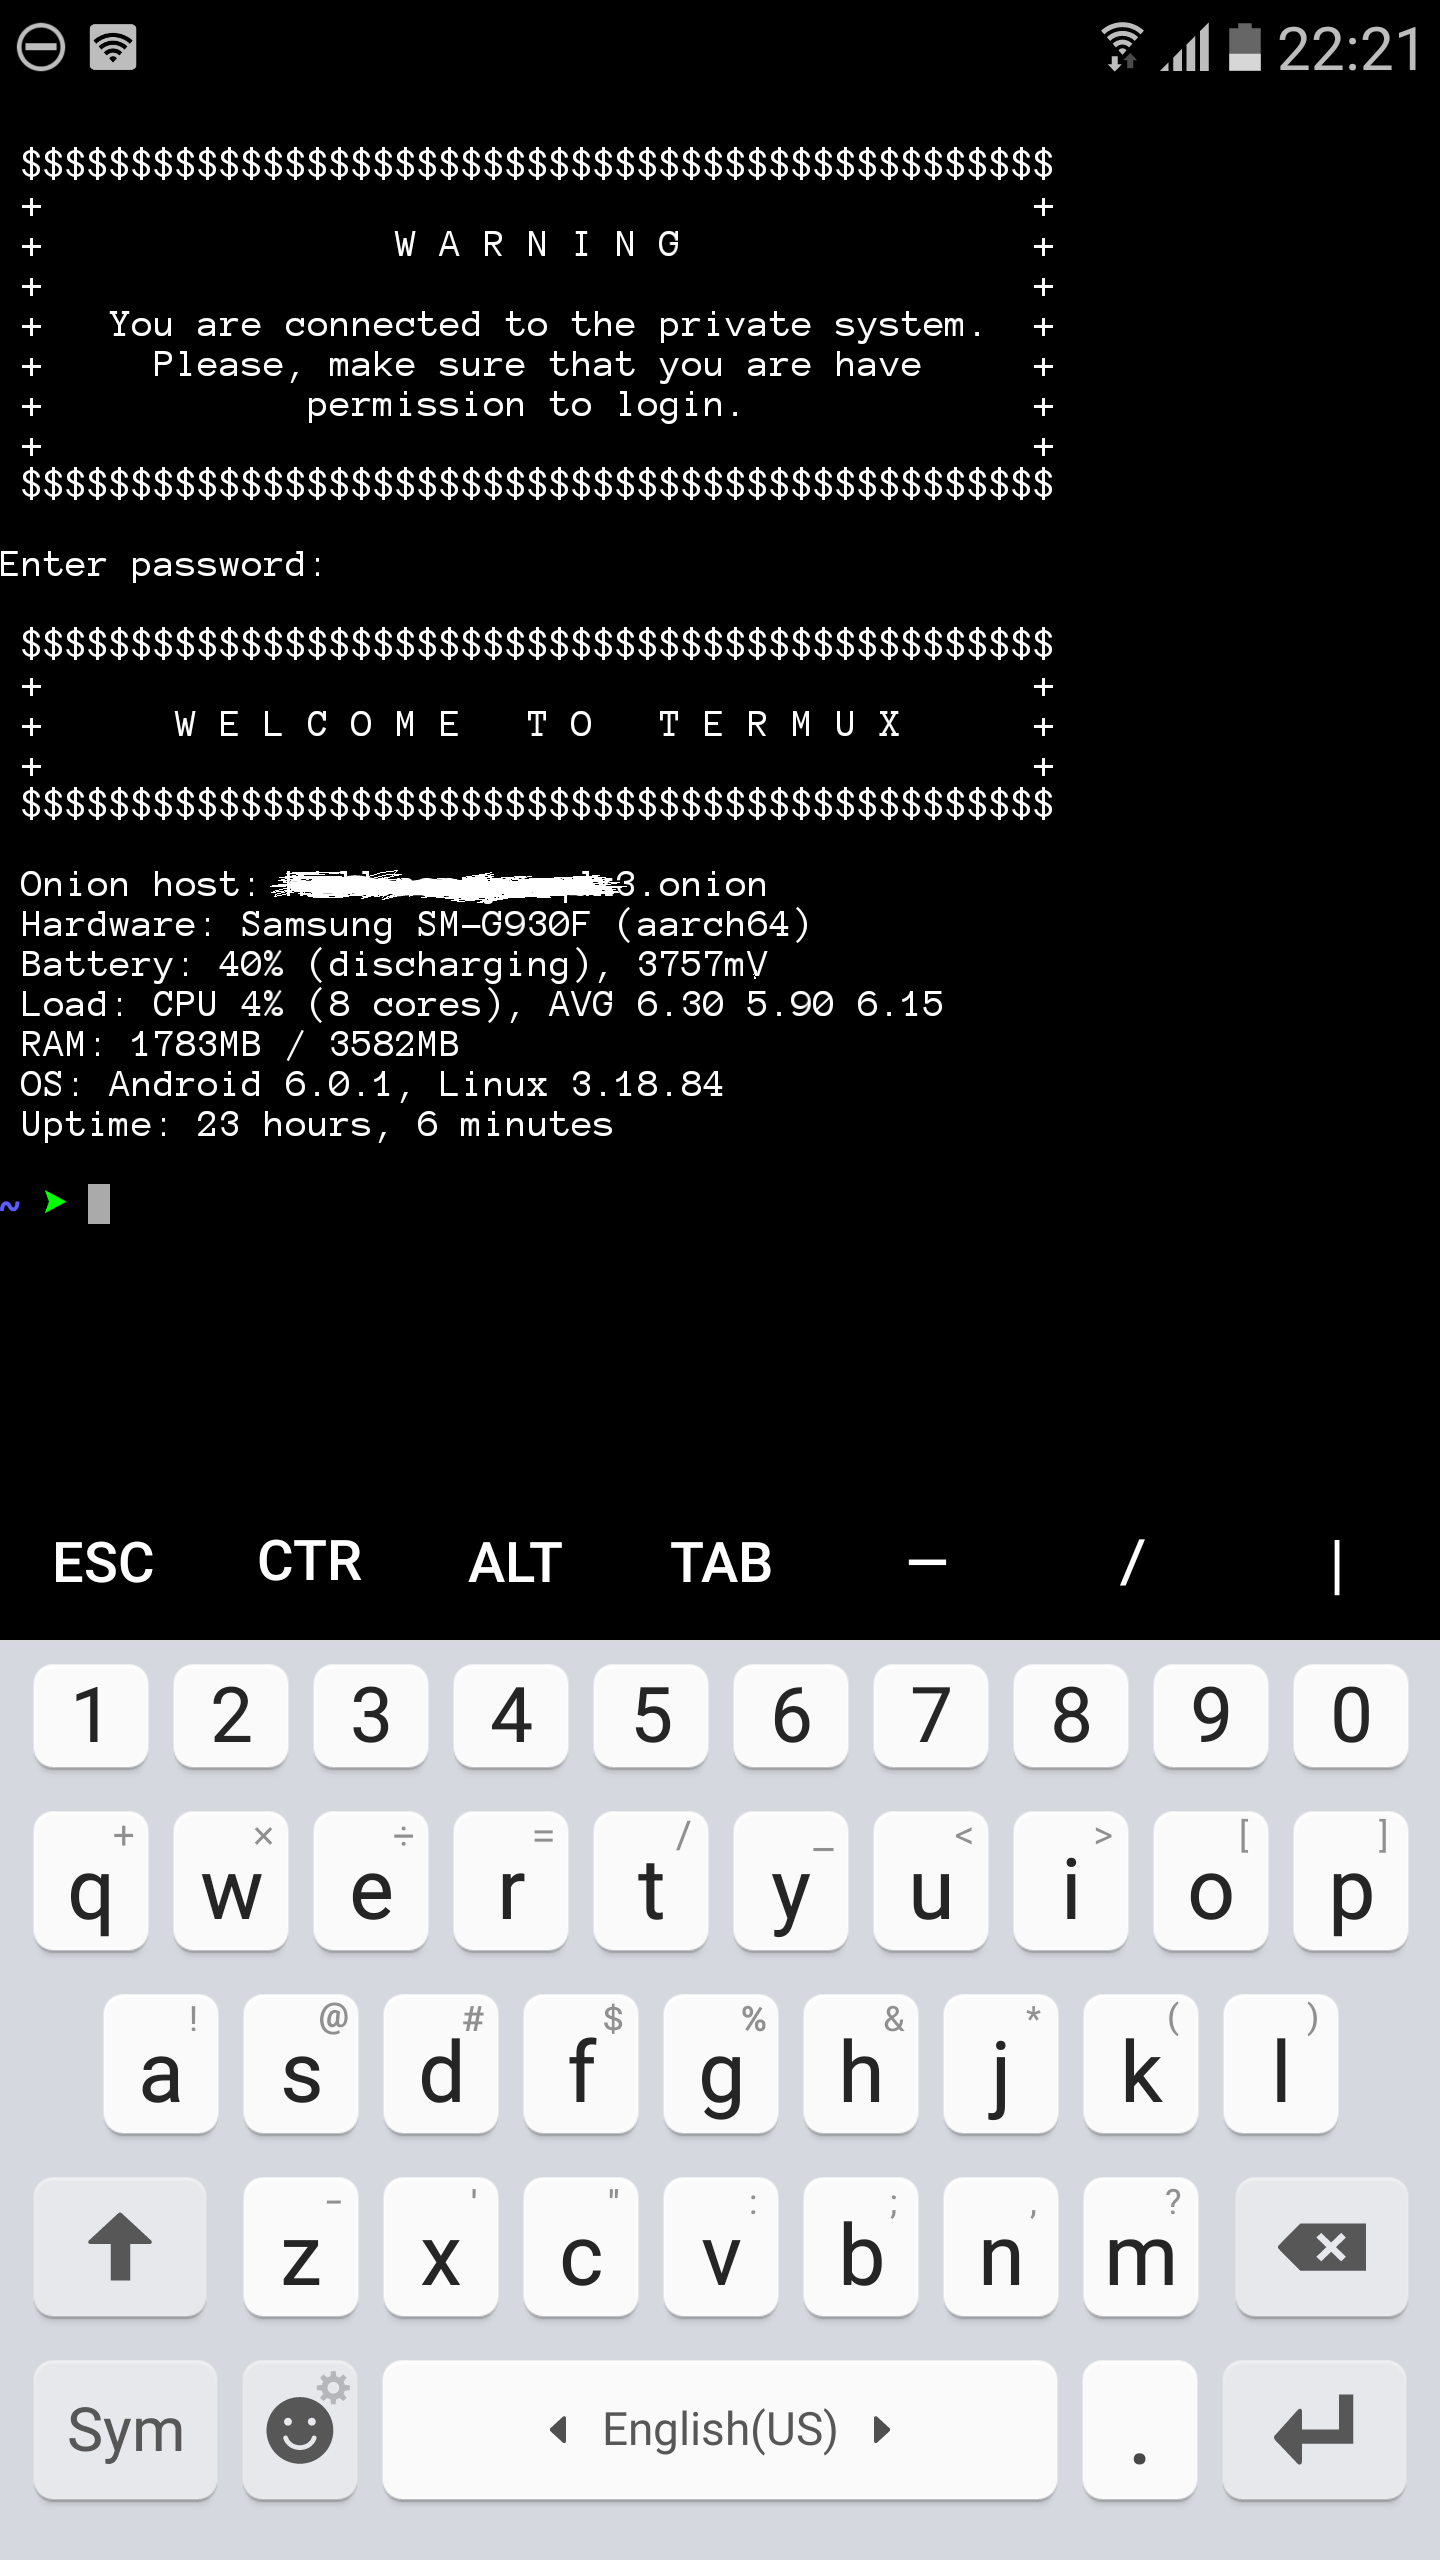 22:21
$$$$$$$$$$$$$$$$$$$$$$$$$$$$$$$$$$$$$$$$$$$$$$$
+ +
+ W A R N I N G +
+ +
+ You are connected to the private system. +
+ Please, make sure that you are have +
+ permission to login. +
+ +
$$$$$$$$$$$$$$$$$$$$$$$$$$$$$$$$$$$$$$$$$$$$$$$
Enter password:
$$$$$$$$$$$$$$$$$$$$$$$$$$$$$$$$$$$$$$$$$$$$$$$
+ +
+ W E L C O M E T O T E R M U X +
+ +
$$$$$$$$$$$$$$$$$$$$$$$$$$$$$$$$$$$$$$$$$$$$$$$
Onion host: 3.onion
Hardware: Samsung SM-G930F (aarch64)
Battery: 40% (discharging), 3757mV
Load: CPU 4% (8 cores), AVG 6.30 5.90 6.15
RAM: 1783MB / 3582MB
OS: Android 6.0.1, Linux 3.18.84
Uptime: 23 hours, 6 minutes
~ ➤
ESC CTR ALT TAB — / |
1 2 3 4 5 6 7 8 9 0
+ × ÷ = / _ < > [ ]
q w e r t y u i o p
! @ # $ % & * ( )
a s d f g h j k l
- ' " : ; , ?
z x c v b n m
Sym English(US) .